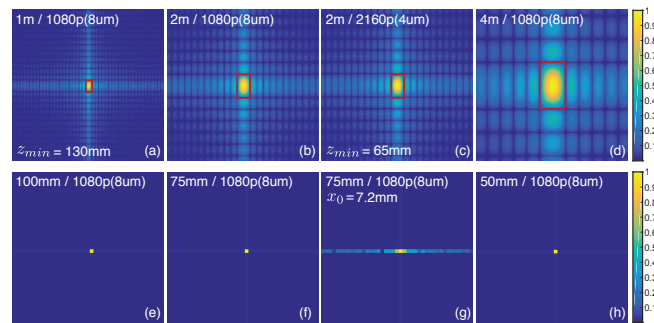 1m / 1080p(8um)
2m / 1080p(8um)
2m / 2160p(4um)
4m / 1080p(8um)
1
0.9
0.8
0.7
0.6
0.5
0.4
0.3
0.2
0.1
z_min = 130mm
(a)
(b)
z_min = 65mm
(c)
(d)
100mm / 1080p(8um)
75mm / 1080p(8um)
75mm / 1080p(8um)
50mm / 1080p(8um)
x_0 = 7.2mm
1
0.9
0.8
0.7
0.6
0.5
0.4
0.3
0.2
0.1
(e)
(f)
(g)
(h)